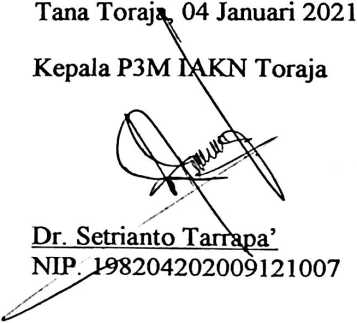 Tana Toraja, 04 Januari 2021
Kepala P3M IAKN Toraja
Dr. Setrianto Tarrapa'
NIP. 198204202009121007